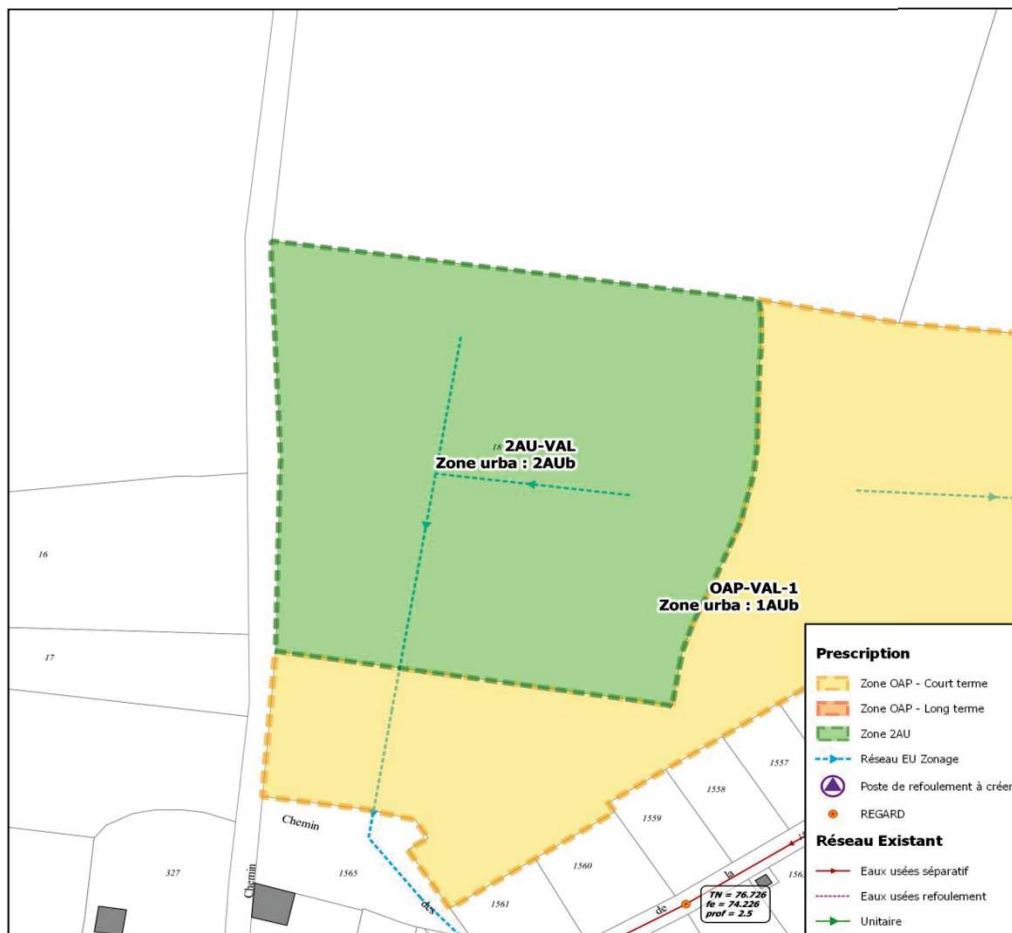 18
2AU-VAL
Zone urba : 2AUb
16
OAP-VAL-1
Zone urba : 1AUb
17
Prescription
Zone OAP - Court terme
Zone OAP - Long terme
Zone 2AU
Réseau EU Zonage
Poste de refoulement à créer
REGARD
Réseau Existant
Eaux usées séparatif
Eaux usées refoulement
Unitaire
1557
1558
1559
1560
1561
1565
327
Chemin
Chemin
des
de
la
TN = 76.726
fe = 74.226
prof = 2.5